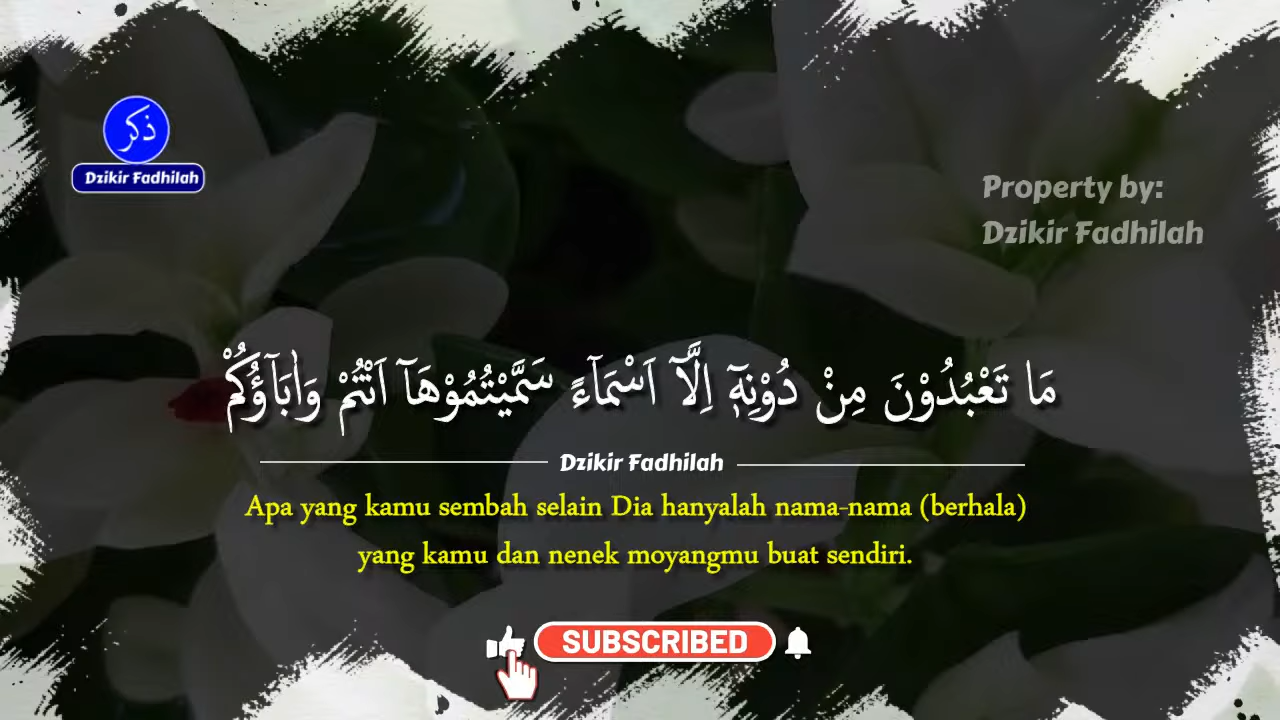 ذكر
Dzikir Fadhilah
Property by:
Dzikir Fadhilah
مَا تَعْبُدُوْنَ مِنْ دُوْنِهٖٓ اِلَّآ اَسْمَاۤءً سَمَّيْتُمُوْهَآ اَنْتُمْ وَاٰبَاۤؤُكُمْ
Dzikir Fadhilah
Apa yang kamu sembah selain Dia hanyalah nama-nama (berhala)
yang kamu dan nenek moyangmu buat sendiri.
SUBSCRIBED